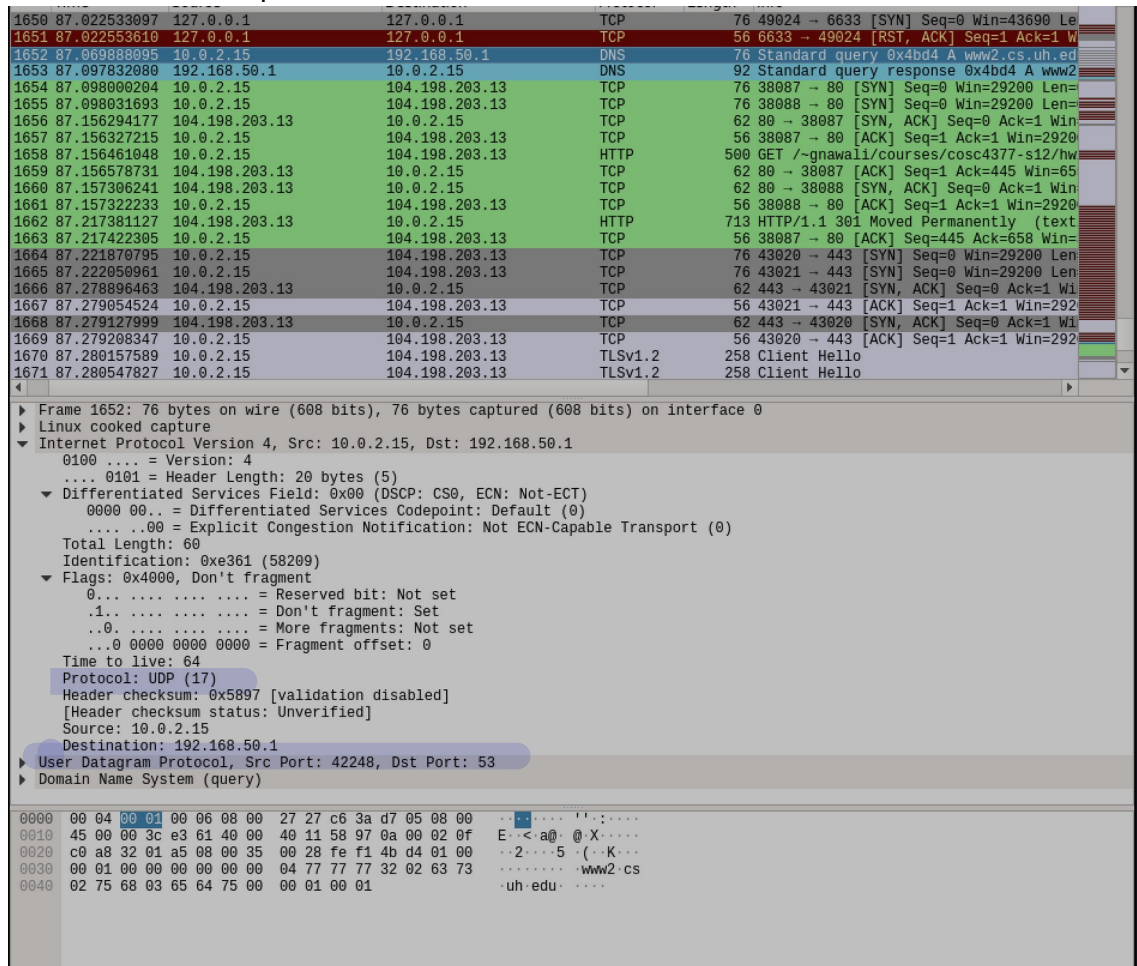 1650 87.022533097 127.0.0.1 127.0.0.1 TCP 76 49024 → 6633 [SYN] Seq=0 Win=43690 Le
1651 87.022553610 127.0.0.1 127.0.0.1 TCP 56 6633 → 49024 [RST, ACK] Seq=1 Ack=1 W
1652 87.069888095 10.0.2.15 192.168.50.1 DNS 76 Standard query 0x4bd4 A www2.cs.uh.ed
1653 87.097832080 192.168.50.1 10.0.2.15 DNS 92 Standard query response 0x4bd4 A www2
1654 87.098000204 10.0.2.15 104.198.203.13 TCP 76 38087 → 80 [SYN] Seq=0 Win=29200 Len=
1655 87.098031693 10.0.2.15 104.198.203.13 TCP 76 38088 → 80 [SYN] Seq=0 Win=29200 Len=
1656 87.156294177 104.198.203.13 10.0.2.15 TCP 62 80 → 38087 [SYN, ACK] Seq=0 Ack=1 Win
1657 87.156327215 10.0.2.15 104.198.203.13 TCP 56 38087 → 80 [ACK] Seq=1 Ack=1 Win=2920
1658 87.156461048 10.0.2.15 104.198.203.13 HTTP 500 GET /~gnawali/courses/cosc4377-s12/hw
1659 87.156578731 104.198.203.13 10.0.2.15 TCP 62 80 → 38087 [ACK] Seq=1 Ack=445 Win=65
1660 87.157306241 104.198.203.13 10.0.2.15 TCP 62 80 → 38088 [SYN, ACK] Seq=0 Ack=1 Win
1661 87.157322233 10.0.2.15 104.198.203.13 TCP 56 38088 → 80 [ACK] Seq=1 Ack=1 Win=2920
1662 87.217381127 104.198.203.13 10.0.2.15 HTTP 713 HTTP/1.1 301 Moved Permanently (text
1663 87.217422305 10.0.2.15 104.198.203.13 TCP 56 38087 → 80 [ACK] Seq=445 Ack=658 Win=
1664 87.221870795 10.0.2.15 104.198.203.13 TCP 76 43020 → 443 [SYN] Seq=0 Win=29200 Len
1665 87.222050961 10.0.2.15 104.198.203.13 TCP 76 43021 → 443 [SYN] Seq=0 Win=29200 Len
1666 87.278896463 104.198.203.13 10.0.2.15 TCP 62 443 → 43021 [SYN, ACK] Seq=0 Ack=1 Wi
1667 87.279054524 10.0.2.15 104.198.203.13 TCP 56 43021 → 443 [ACK] Seq=1 Ack=1 Win=292
1668 87.279127999 104.198.203.13 10.0.2.15 TCP 62 443 → 43020 [SYN, ACK] Seq=0 Ack=1 Wi
1669 87.279208347 10.0.2.15 104.198.203.13 TCP 56 43020 → 443 [ACK] Seq=1 Ack=1 Win=292
1670 87.280157589 10.0.2.15 104.198.203.13 TLSv1.2 258 Client Hello
1671 87.280547827 10.0.2.15 104.198.203.13 TLSv1.2 258 Client Hello
Frame 1652: 76 bytes on wire (608 bits), 76 bytes captured (608 bits) on interface 0
Linux cooked capture
Internet Protocol Version 4, Src: 10.0.2.15, Dst: 192.168.50.1
0100 .... = Version: 4
.... 0101 = Header Length: 20 bytes (5)
Differentiated Services Field: 0x00 (DSCP: CS0, ECN: Not-ECT)
0000 00.. = Differentiated Services Codepoint: Default (0)
.... ..00 = Explicit Congestion Notification: Not ECN-Capable Transport (0)
Total Length: 60
Identification: 0xe361 (58209)
Flags: 0x4000, Don't fragment
0... .... .... .... = Reserved bit: Not set
.1.. .... .... .... = Don't fragment: Set
..0. .... .... .... = More fragments: Not set
...0 0000 0000 0000 = Fragment offset: 0
Time to live: 64
Protocol: UDP (17)
Header checksum: 0x5897 [validation disabled]
[Header checksum status: Unverified]
Source: 10.0.2.15
Destination: 192.168.50.1
User Datagram Protocol, Src Port: 42248, Dst Port: 53
Domain Name System (query)
0000 00 04 00 01 00 06 08 00 27 27 c6 3a d7 05 08 00 ········ '':····
0010 45 00 00 3c e3 61 40 00 40 11 58 97 0a 00 02 0f E··<·a@· @·X·····
0020 c0 a8 32 01 a5 08 00 35 00 28 fe f1 4b d4 01 00 ··2····5 ·(··K···
0030 00 01 00 00 00 00 00 00 04 77 77 77 32 02 63 73 ········ ·www2·cs
0040 02 75 68 03 65 64 75 00 00 01 00 01 ·uh·edu· ····